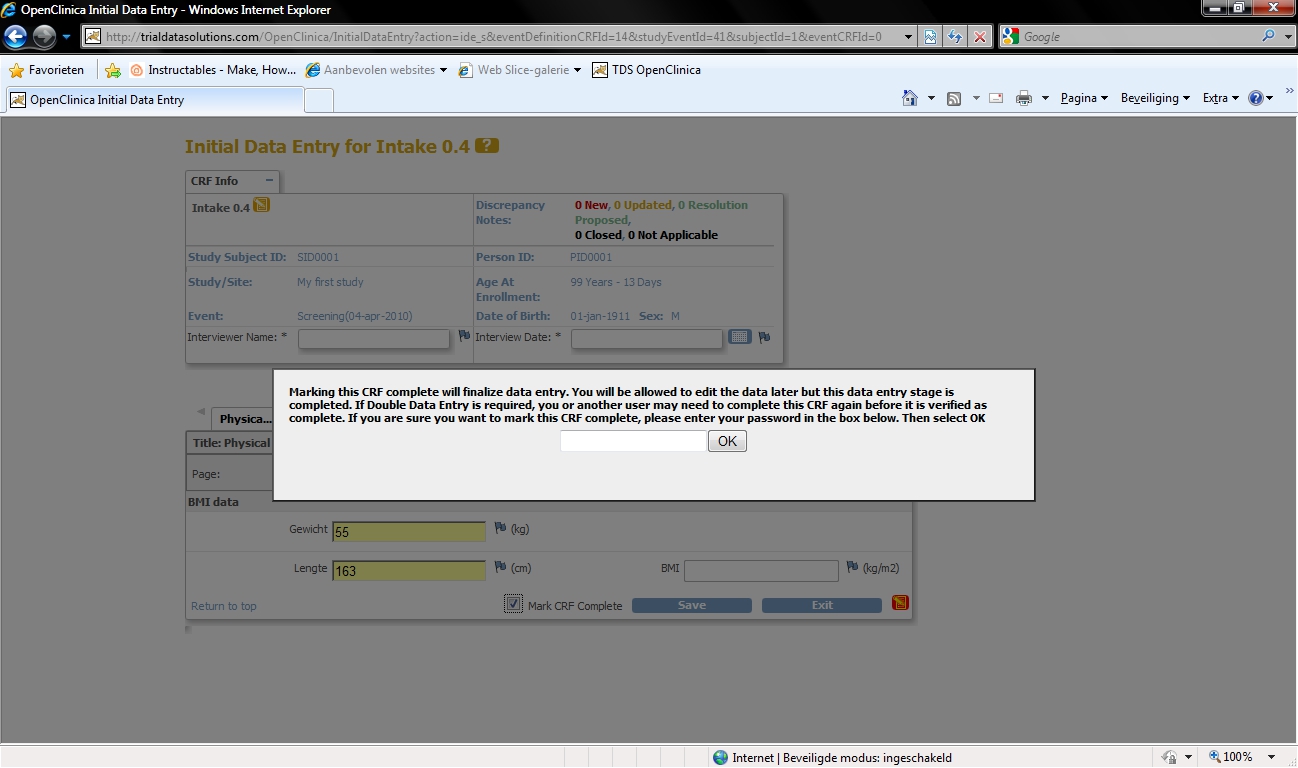 OpenClinica Initial Data Entry - Windows Internet Explorer
http://trialdatasolutions.com/OpenClinica/InitialDataEntry?action=ide_s&eventDefinitionCRFId=14&studyEventId=41&subjectId=1&eventCRFId=0
Google
Favorieten
Instructables - Make, How...
Aanbevolen websites
Web Slice-galerie
TDS OpenClinica
OpenClinica Initial Data Entry
Pagina
Beveiliging
Extra
Initial Data Entry for Intake 0.4 ?
CRF Info
Intake 0.4
Discrepancy Notes:
0 New, 0 Updated, 0 Resolution
Proposed,
0 Closed, 0 Not Applicable
Study Subject ID: SID0001
Person ID: PID0001
Study/Site: My first study
Age At Enrollment: 99 Years - 13 Days
Event: Screening(04-apr-2010)
Date of Birth: 01-jan-1911 Sex: M
Interviewer Name: *
Interview Date: *
Marking this CRF complete will finalize data entry. You will be allowed to edit the data later but this data entry stage is
completed. If Double Data Entry is required, you or another user may need to complete this CRF again before it is verified as
complete. If you are sure you want to mark this CRF complete, please enter your password in the box below. Then select OK
OK
Physica...
Title: Physical
Page:
BMI data
Gewicht 55 (kg)
Lengte 163 (cm)
BMI (kg/m2)
Return to top
Mark CRF Complete
Save
Exit
Internet | Beveiligde modus: ingeschakeld
100%